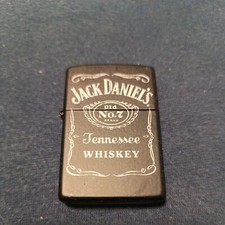 JACK DANIEL'S
OLD
No.7
BRAND
Tennessee
WHISKEY